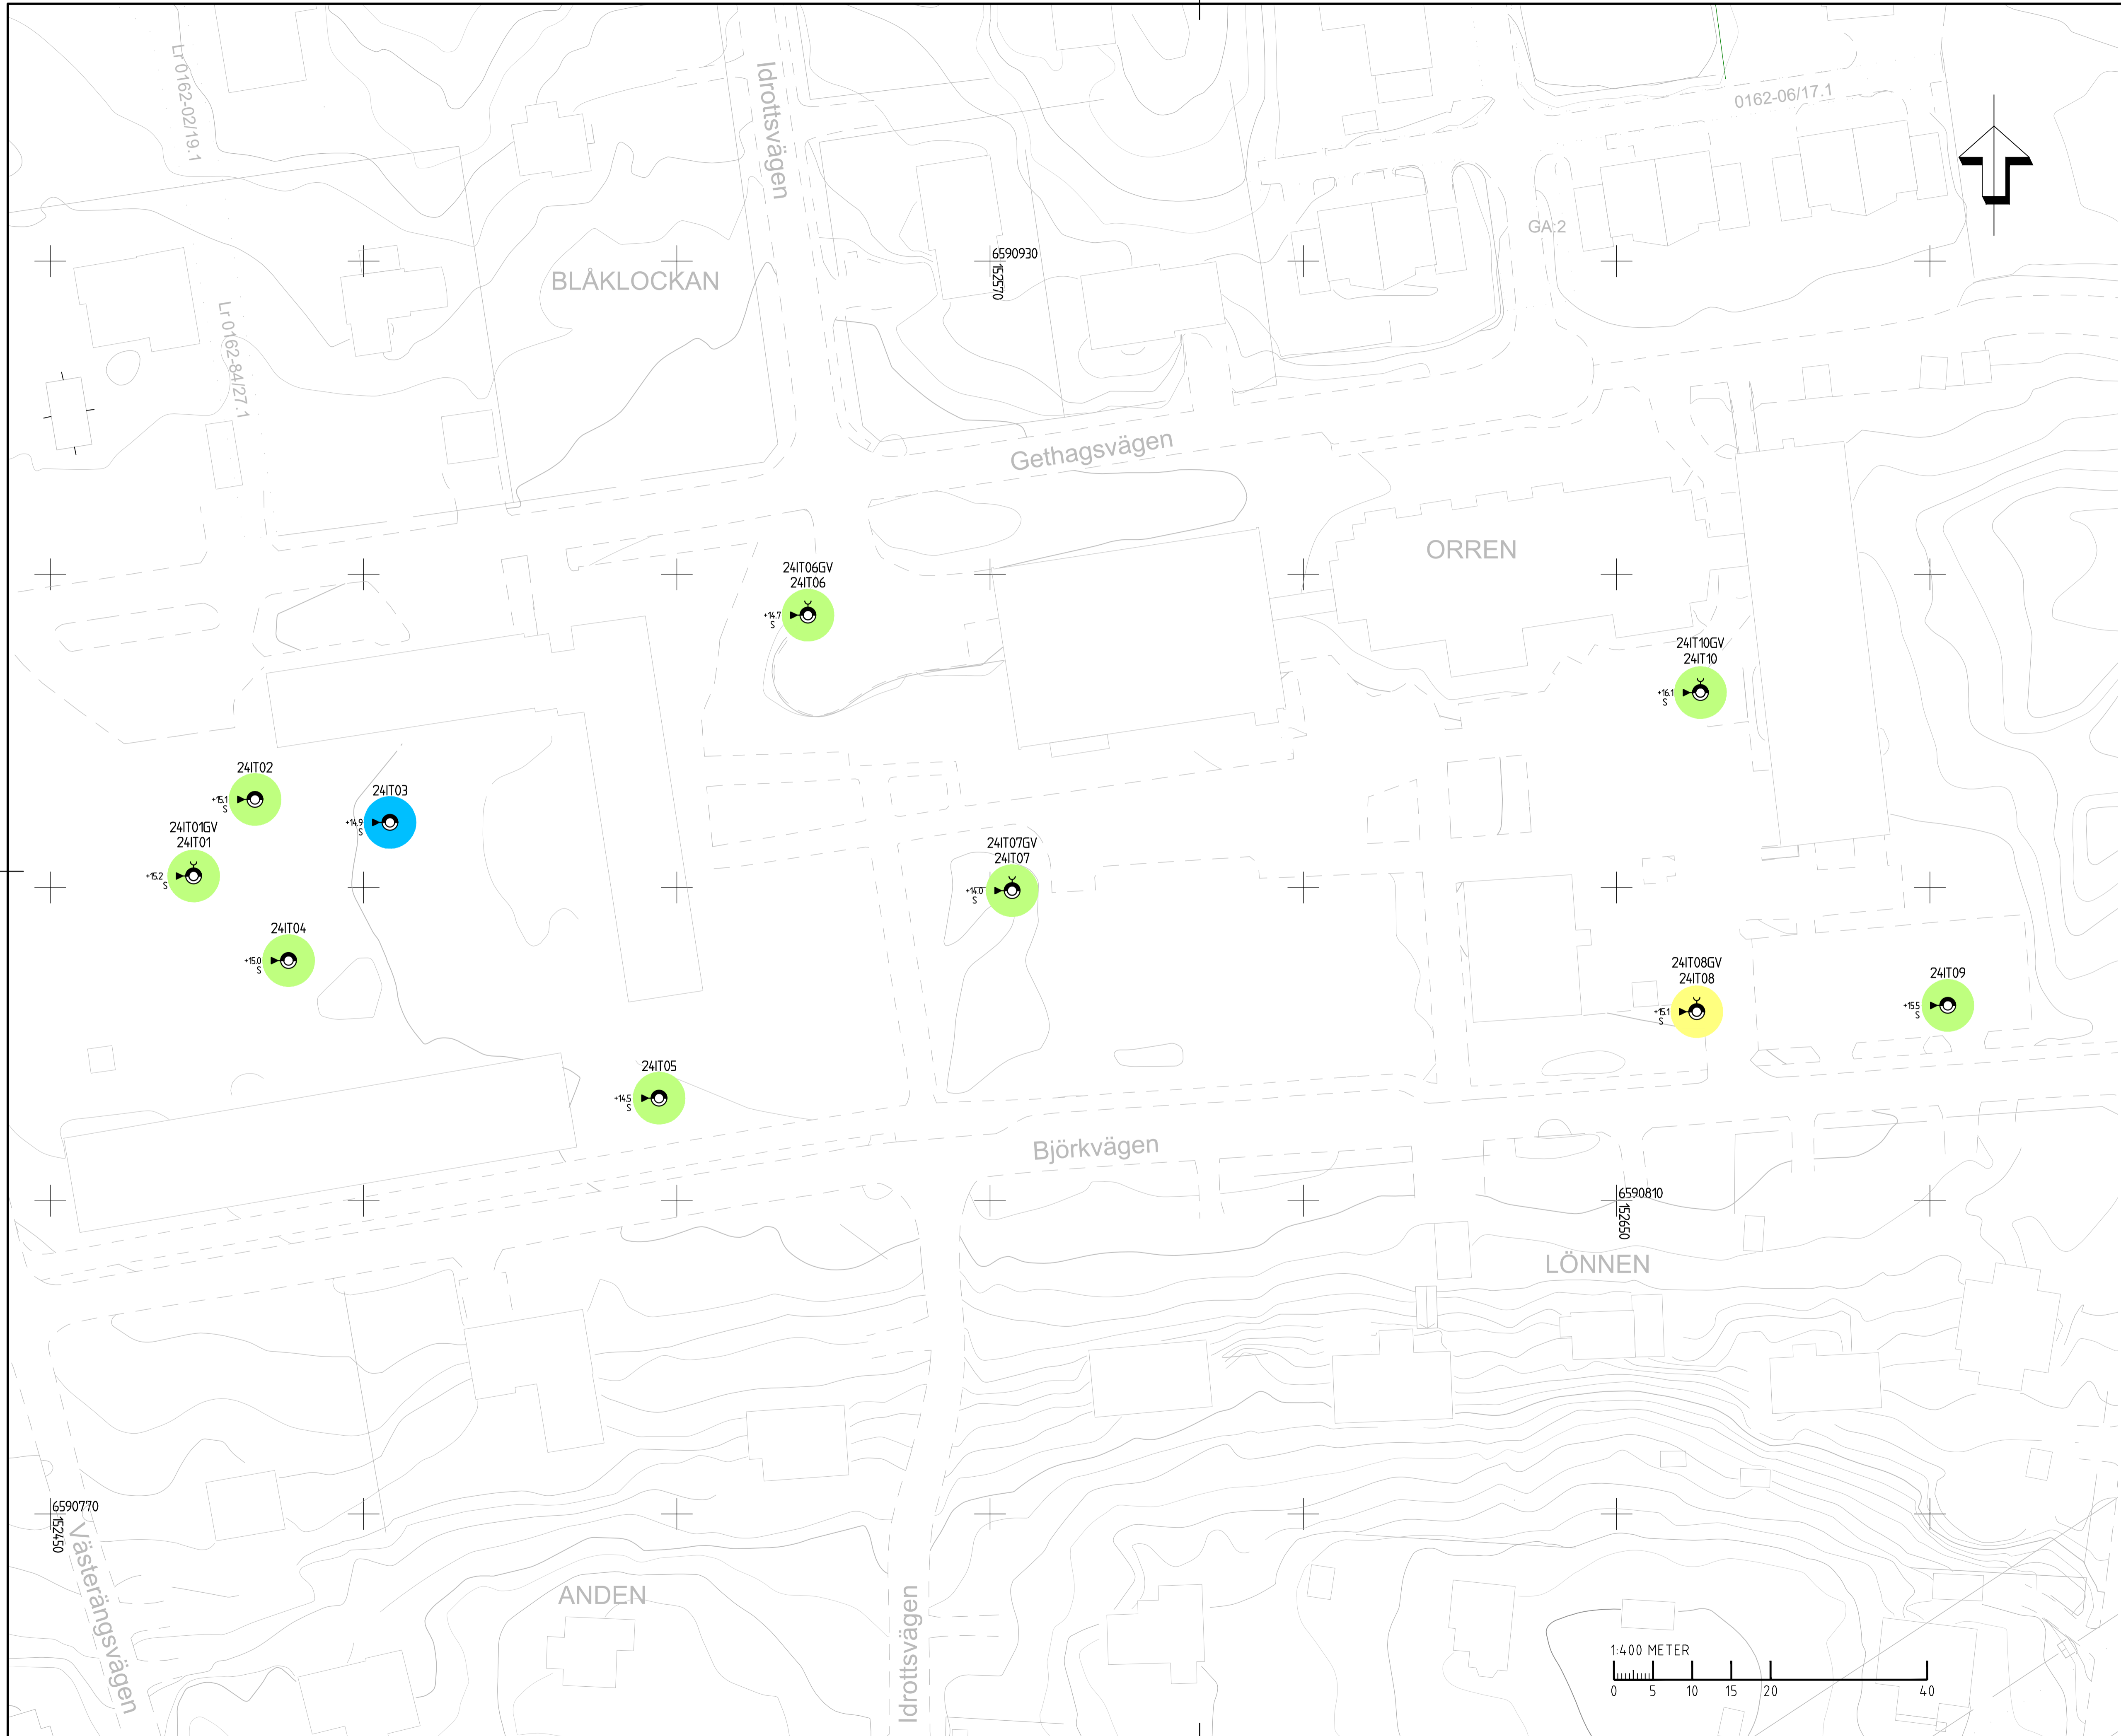 Lr 0162-02/19.1
Idrottsvägen
0162-06/17.1
GA:2
6590930
152570
BLÅKLOCKAN
Lr 0162-84/27.1
Gethagsvägen
ORREN
24IT06GV
24IT06
+14.7
S
24IT10GV
24IT10
+16.1
S
24IT02
+15.1
S
24IT03
+14.9
S
24IT01GV
24IT01
+15.2
S
24IT07GV
24IT07
+14.0
S
24IT04
+15.0
S
24IT08GV
24IT08
+15.1
S
24IT09
+15.5
S
24IT05
+14.5
S
Björkvägen
6590810
152650
LÖNNEN
6590770
152450
Västerängsvägen
ANDEN
Idrottsvägen
1:400 METER
0 5 10 15 20 40